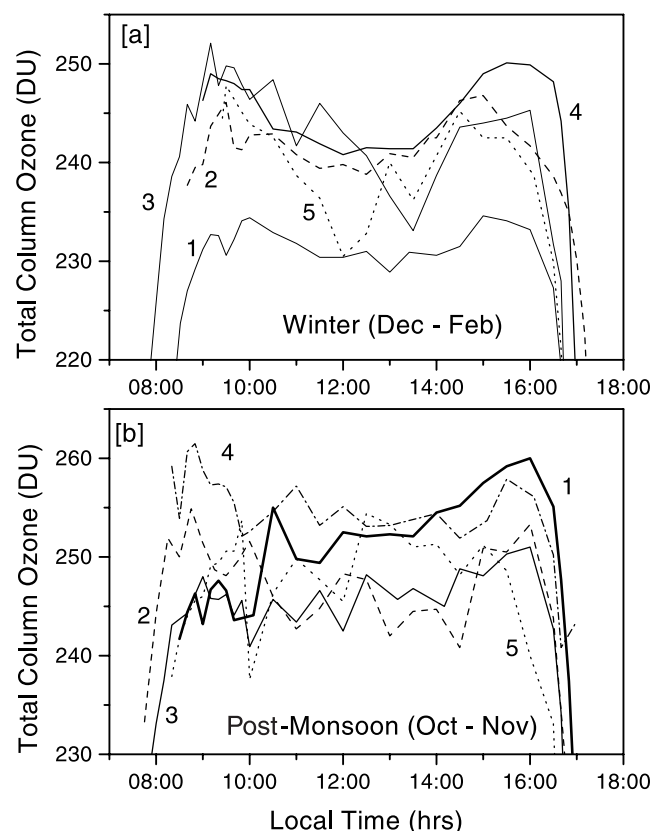 [a]
Total Column Ozone (DU)
250
240
230
220
3
2
1
5
4
Winter (Dec - Feb)
08:00 10:00 12:00 14:00 16:00 18:00
[b]
Total Column Ozone (DU)
260
250
240
230
4
1
2
3
5
Post-Monsoon (Oct - Nov)
08:00 10:00 12:00 14:00 16:00 18:00
Local Time (hrs)